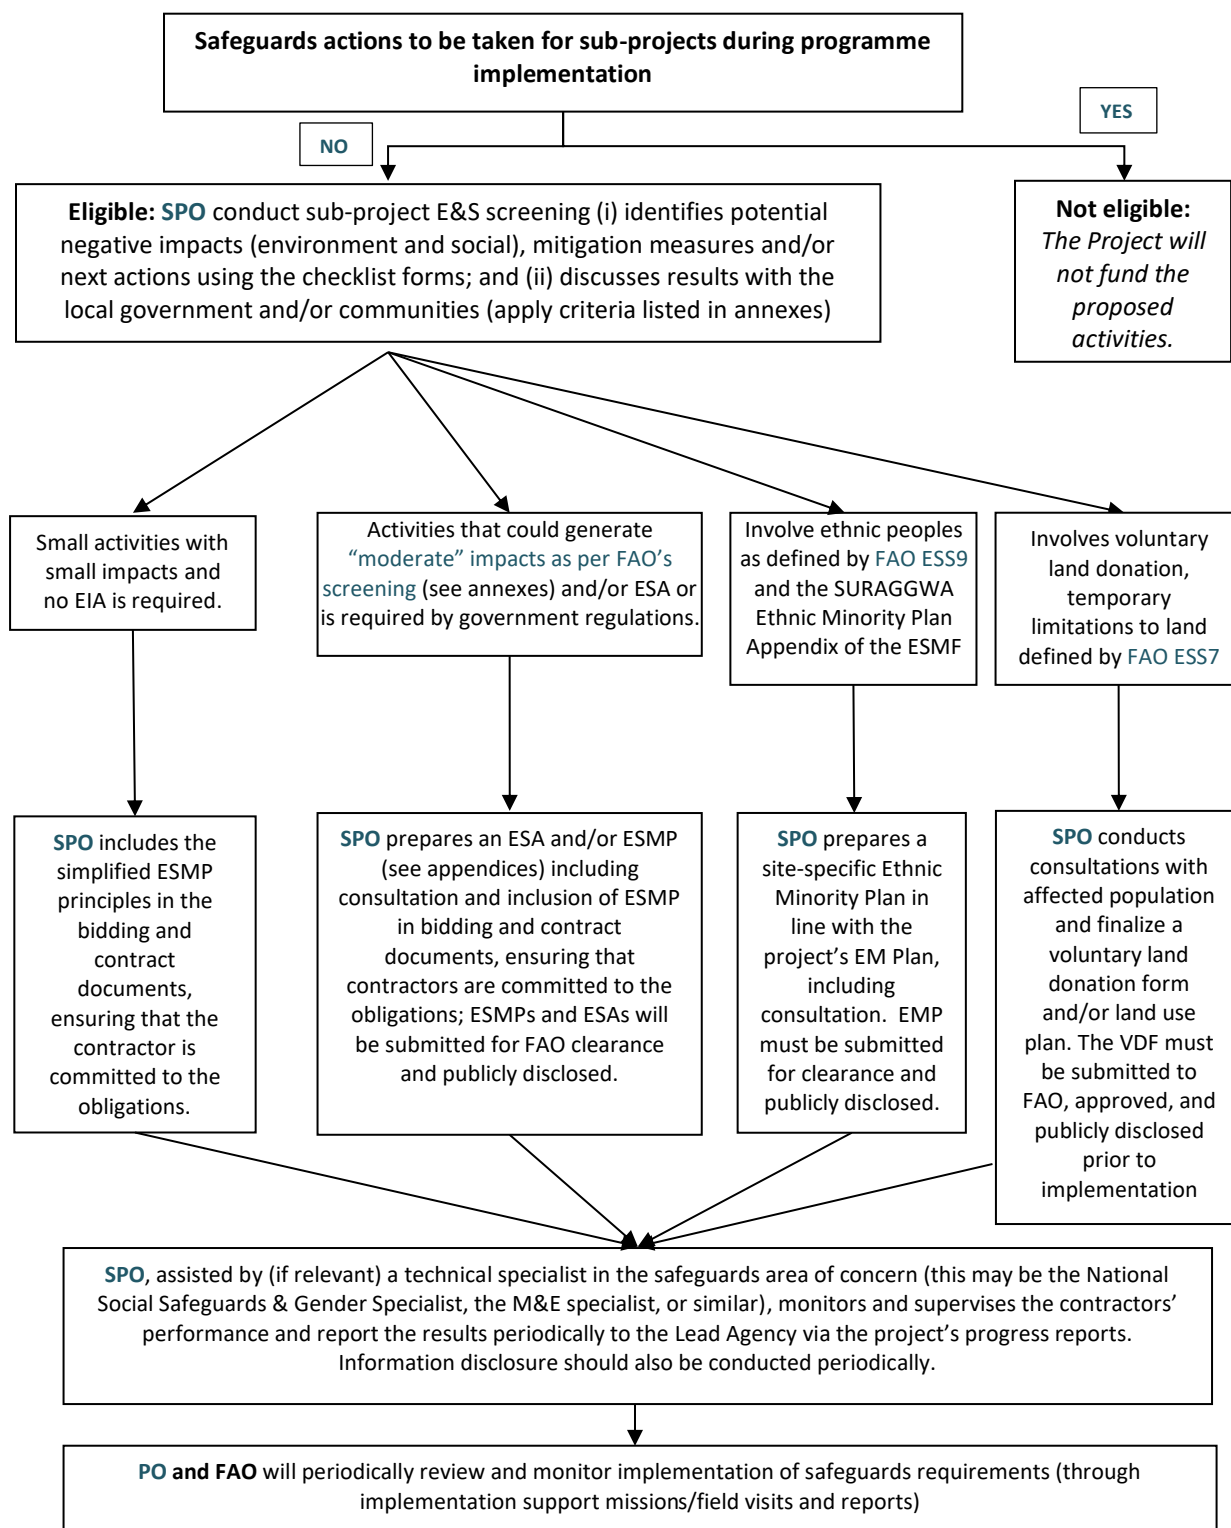 Safeguards actions to be taken for sub-projects during programme
implementation
YES
NO
Eligible: SPO conduct sub-project E&S screening (i) identifies potential
negative impacts (environment and social), mitigation measures and/or
next actions using the checklist forms; and (ii) discusses results with the
local government and/or communities (apply criteria listed in annexes)
Not eligible:
The Project will
not fund the
proposed
activities.
Small activities with
small impacts and
no EIA is required.
Activities that could generate
“moderate” impacts as per FAO’s
screening (see annexes) and/or ESA or
is required by government regulations.
Involve ethnic peoples
as defined by FAO ESS9
and the SURAGGWA
Ethnic Minority Plan
Appendix of the ESMF
Involves voluntary
land donation,
temporary
limitations to land
defined by FAO ESS7
SPO includes the
simplified ESMP
principles in the
bidding and
contract
documents,
ensuring that the
contractor is
committed to the
obligations.
SPO prepares an ESA and/or ESMP
(see appendices) including
consultation and inclusion of ESMP
in bidding and contract
documents, ensuring that
contractors are committed to the
obligations; ESMPs and ESAs will
be submitted for FAO clearance
and publicly disclosed.
SPO prepares a
site-specific Ethnic
Minority Plan in
line with the
project’s EM Plan,
including
consultation. EMP
must be submitted
for clearance and
publicly disclosed.
SPO conducts
consultations with
affected population
and finalize a
voluntary land
donation form
and/or land use
plan. The VDF must
be submitted to
FAO, approved, and
publicly disclosed
prior to
implementation
SPO, assisted by (if relevant) a technical specialist in the safeguards area of concern (this may be the National
Social Safeguards & Gender Specialist, the M&E specialist, or similar), monitors and supervises the contractors’
performance and report the results periodically to the Lead Agency via the project’s progress reports.
Information disclosure should also be conducted periodically.
PO and FAO will periodically review and monitor implementation of safeguards requirements (through
implementation support missions/field visits and reports)